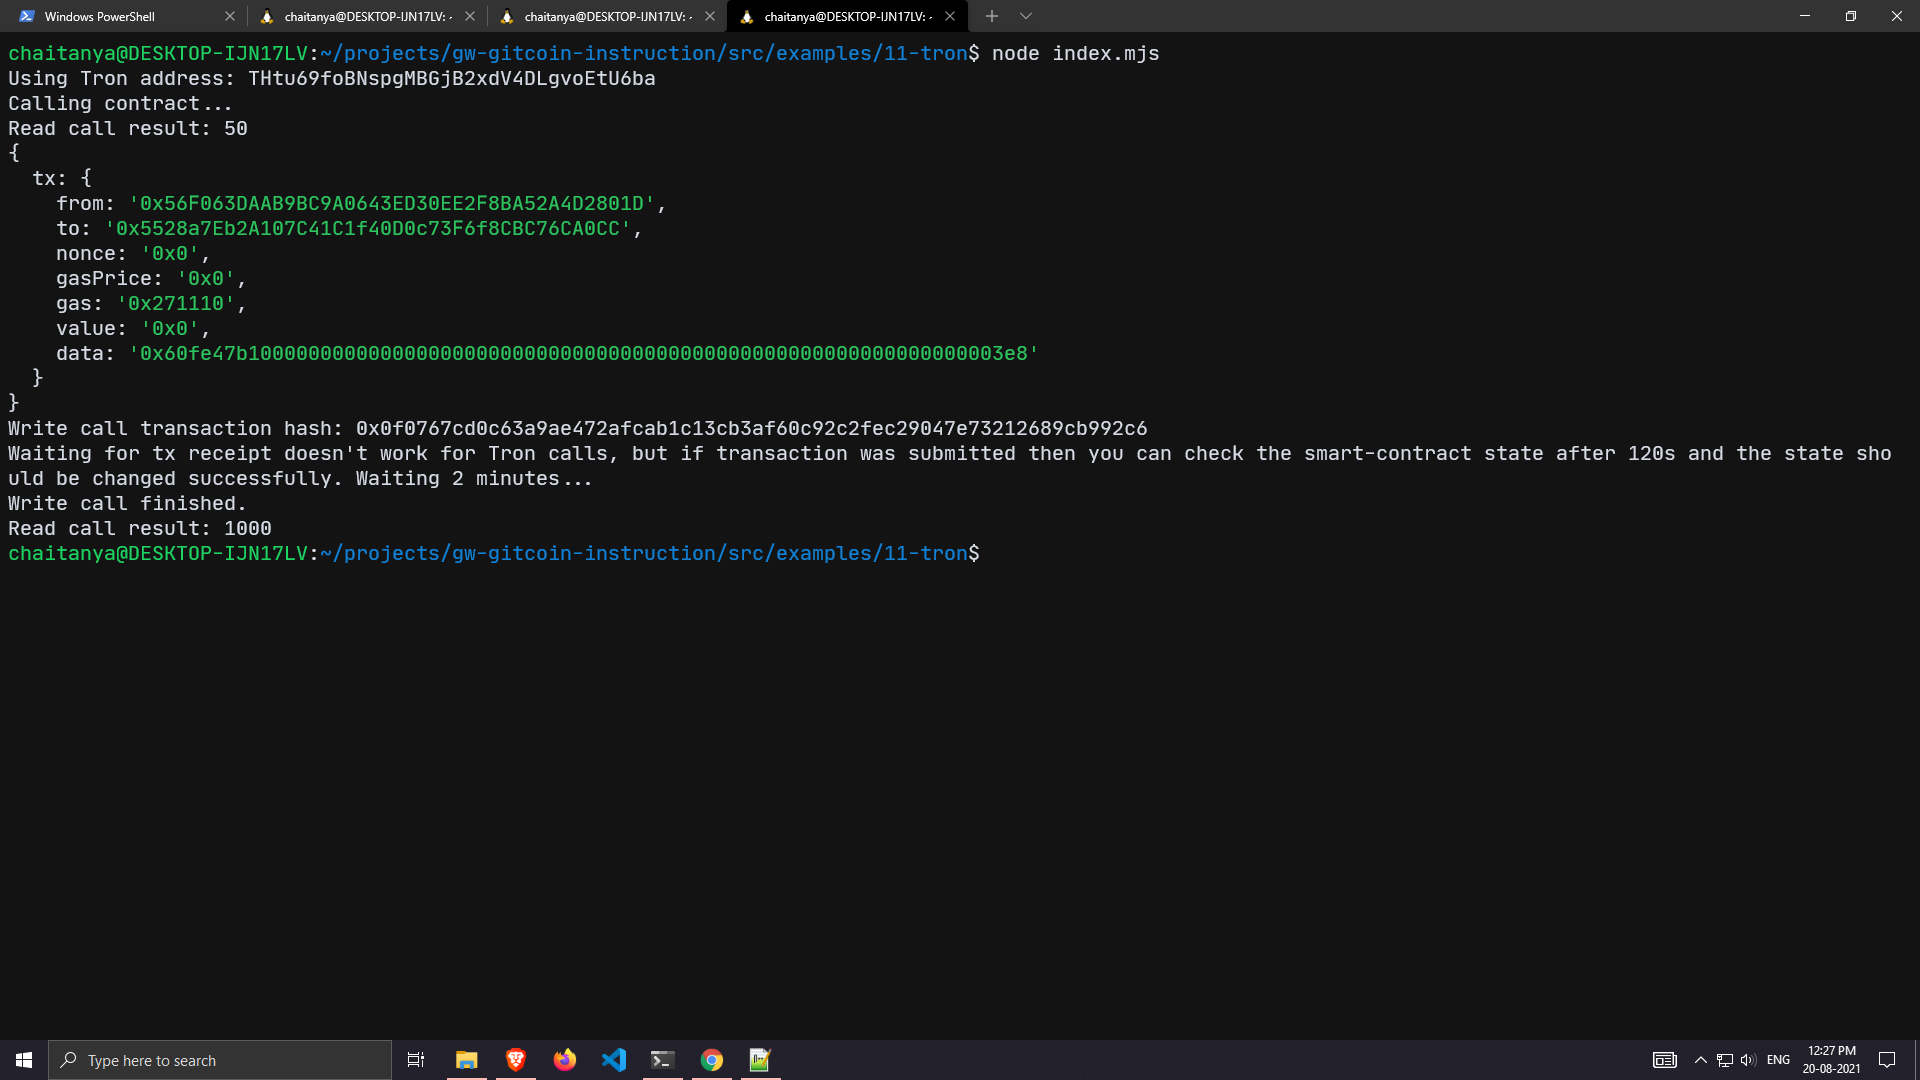 Windows PowerShell
chaitanya@DESKTOP-IJN17LV: -
chaitanya@DESKTOP-IJN17LV: -
chaitanya@DESKTOP-IJN17LV: -
chaitanya@DESKTOP-IJN17LV:~/projects/gw-gitcoin-instruction/src/examples/11-tron$ node index.mjs
Using Tron address: THtu69foBNspgMBGjB2xdV4DLgvoEtU6ba
Calling contract...
Read call result: 50
{
  tx: {
    from: '0x56F063DAAB9BC9A0643ED30EE2F8BA52A4D2801D',
    to: '0x5528a7Eb2A107C41C1f40D0c73F6f8CBC76CA0CC',
    nonce: '0x0',
    gasPrice: '0x0',
    gas: '0x271110',
    value: '0x0',
    data: '0x60fe47b100000000000000000000000000000000000000000000000000000000000003e8'
  }
}
Write call transaction hash: 0x0f0767cd0c63a9ae472afcab1c13cb3af60c92c2fec29047e73212689cb992c6
Waiting for tx receipt doesn't work for Tron calls, but if transaction was submitted then you can check the smart-contract state after 120s and the state sho
uld be changed successfully. Waiting 2 minutes...
Write call finished.
Read call result: 1000
chaitanya@DESKTOP-IJN17LV:~/projects/gw-gitcoin-instruction/src/examples/11-tron$
Type here to search
ENG
12:27 PM
20-08-2021